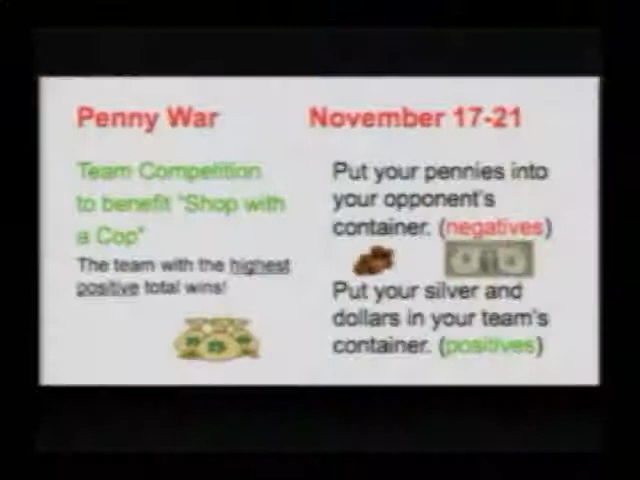 Penny War
November 17-21
Team Competition
to benefit "Shop with
a Cop"
The team with the highest
positive total wins!
Put your pennies into
your opponent's
container. (negatives)
Put your silver and
dollars in your team's
container. (positives)